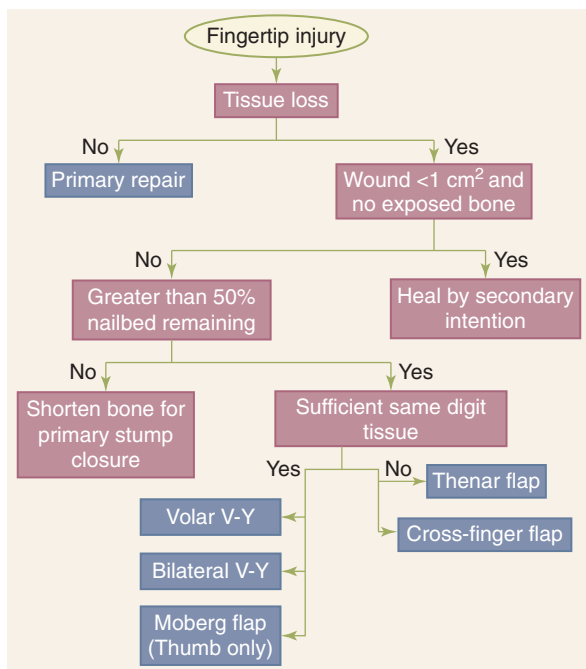 Fingertip injury
Tissue loss
No
Yes
Primary repair
Wound <1 cm² and
no exposed bone
No
Yes
Greater than 50%
nailbed remaining
Heal by secondary
intention
No
Yes
Shorten bone for
primary stump
closure
Sufficient same digit
tissue
Yes
No
Thenar flap
Volar V-Y
Cross-finger flap
Bilateral V-Y
Moberg flap
(Thumb only)